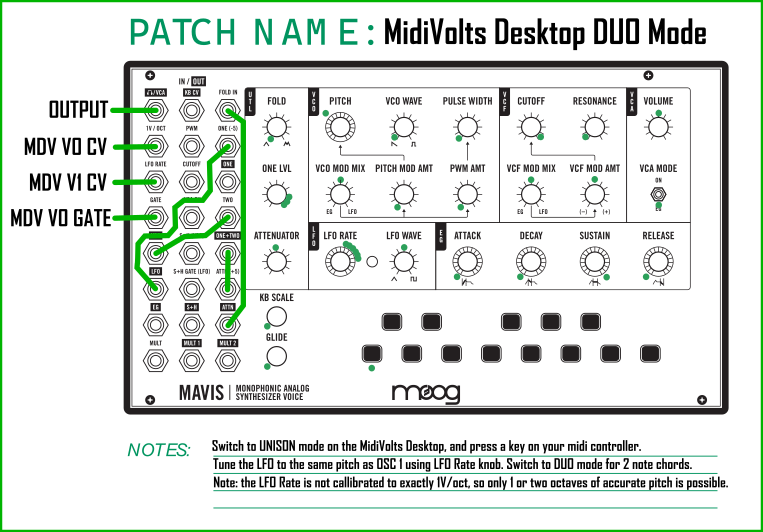 PATCH NAME: MidiVolts Desktop DUO Mode
IN / OUT
/VCA KB CV FOLD IN
OUTPUT
1V / OCT PWM ONE (-5)
MDV V0 CV
LFO RATE CUTOFF ONE
MDV V1 CV
GATE TWO
MDV V0 GATE
ONE+TWO
LFO S+H GATE (LFO) ATTN (+5)
EG S+H ATTN
MULT MULT 1 MULT 2
UTL FOLD VCO PITCH VCO WAVE PULSE WIDTH VCF CUTOFF RESONANCE VCA VOLUME
ONE LVL VCO MOD MIX PITCH MOD AMT PWM AMT VCF MOD MIX VCF MOD AMT VCA MODE
ON
EG LFO EG LFO (–) (+) EG
ATTENUATOR LFO LFO RATE LFO WAVE EG ATTACK DECAY SUSTAIN RELEASE
KB SCALE
GLIDE
MAVIS | MONOPHONIC ANALOG
SYNTHESIZER VOICE
moog
NOTES: Switch to UNISON mode on the MidiVolts Desktop, and press a key on your midi controller.
Tune the LFO to the same pitch as OSC 1 using LFO Rate knob. Switch to DUO mode for 2 note chords.
Note: the LFO Rate is not callibrated to exactly 1V/oct, so only 1 or two octaves of accurate pitch is possible.